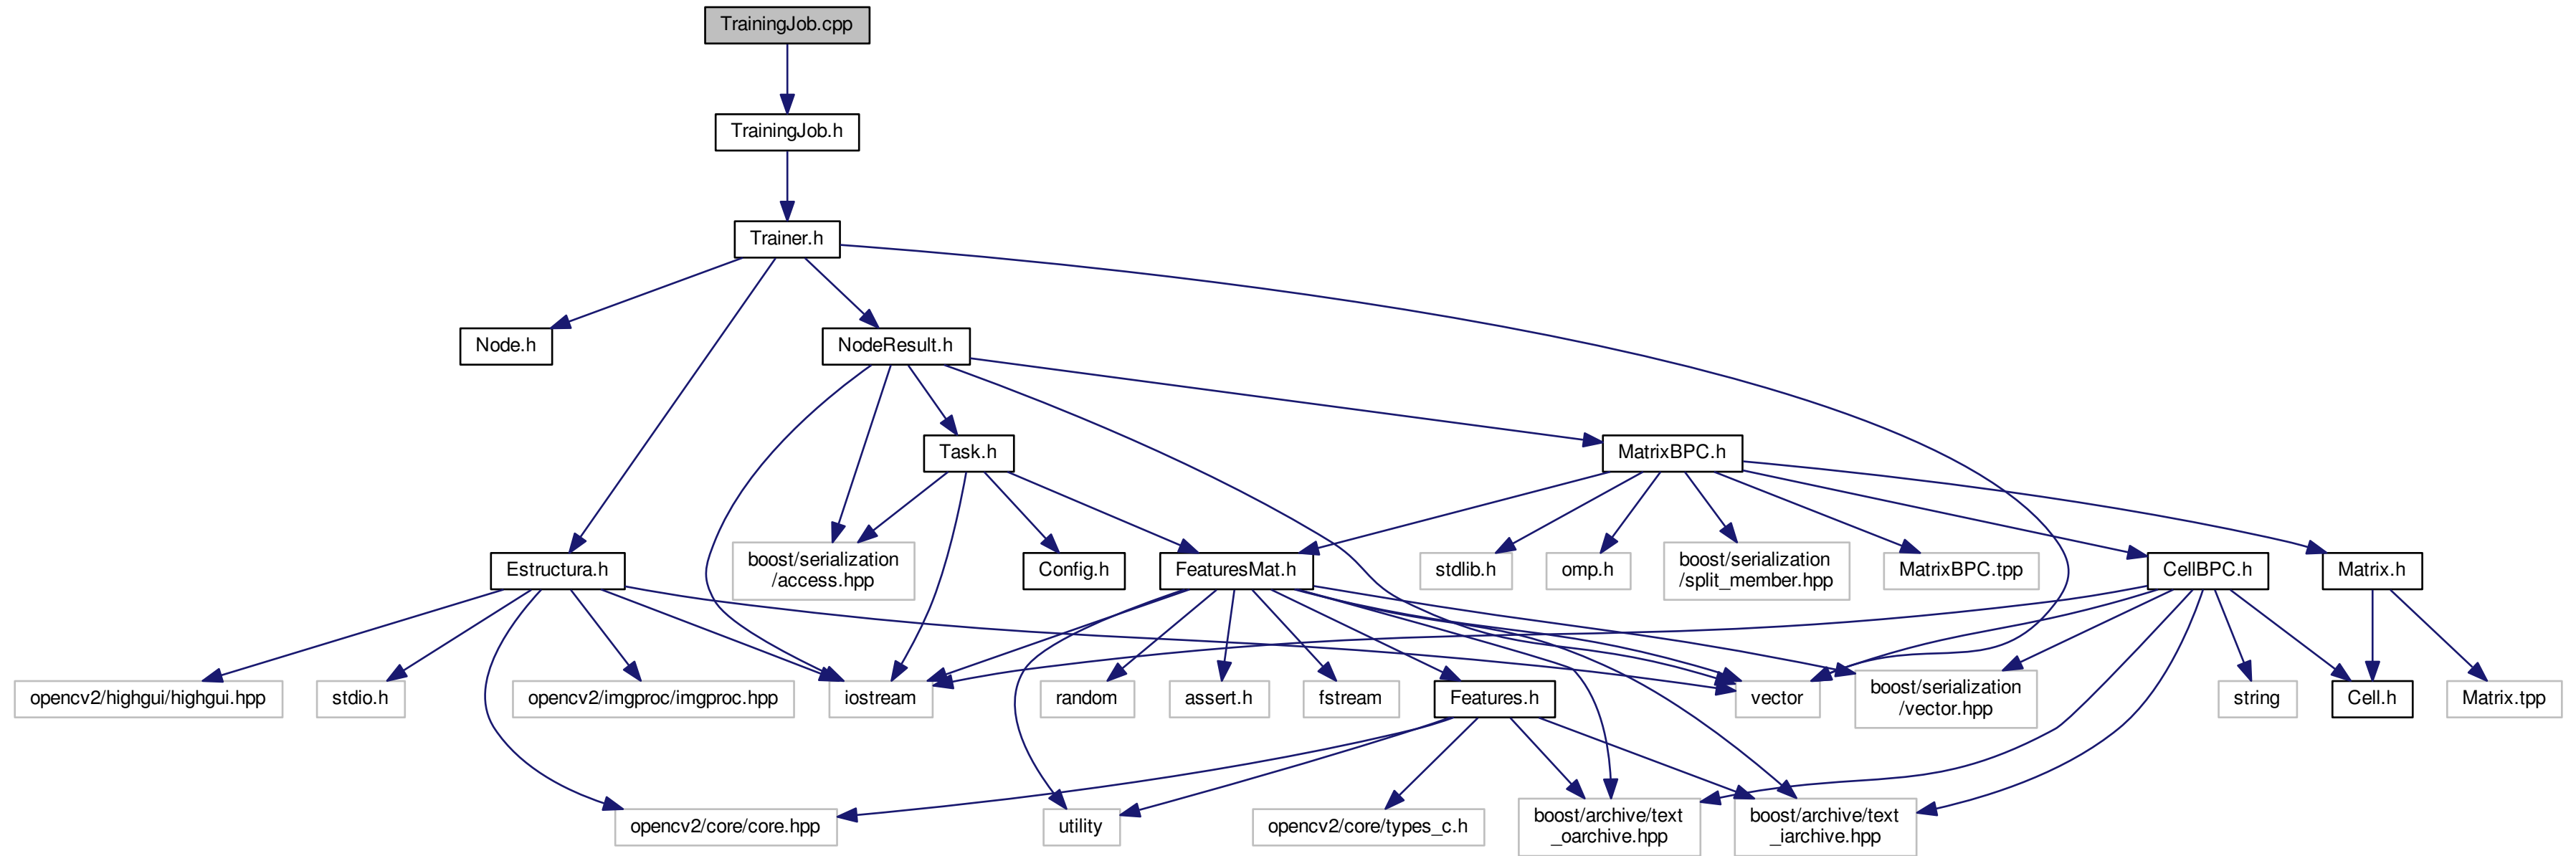 TrainingJob.cpp
TrainingJob.h
Trainer.h
Node.h
NodeResult.h
Task.h
MatrixBPC.h
Estructura.h
boost/serialization
/access.hpp
Config.h
FeaturesMat.h
stdlib.h
omp.h
boost/serialization
/split_member.hpp
MatrixBPC.tpp
CellBPC.h
Matrix.h
opencv2/highgui/highgui.hpp
stdio.h
opencv2/imgproc/imgproc.hpp
iostream
random
assert.h
fstream
Features.h
vector
boost/serialization
/vector.hpp
string
Cell.h
Matrix.tpp
opencv2/core/core.hpp
utility
opencv2/core/types_c.h
boost/archive/text
_oarchive.hpp
boost/archive/text
_iarchive.hpp